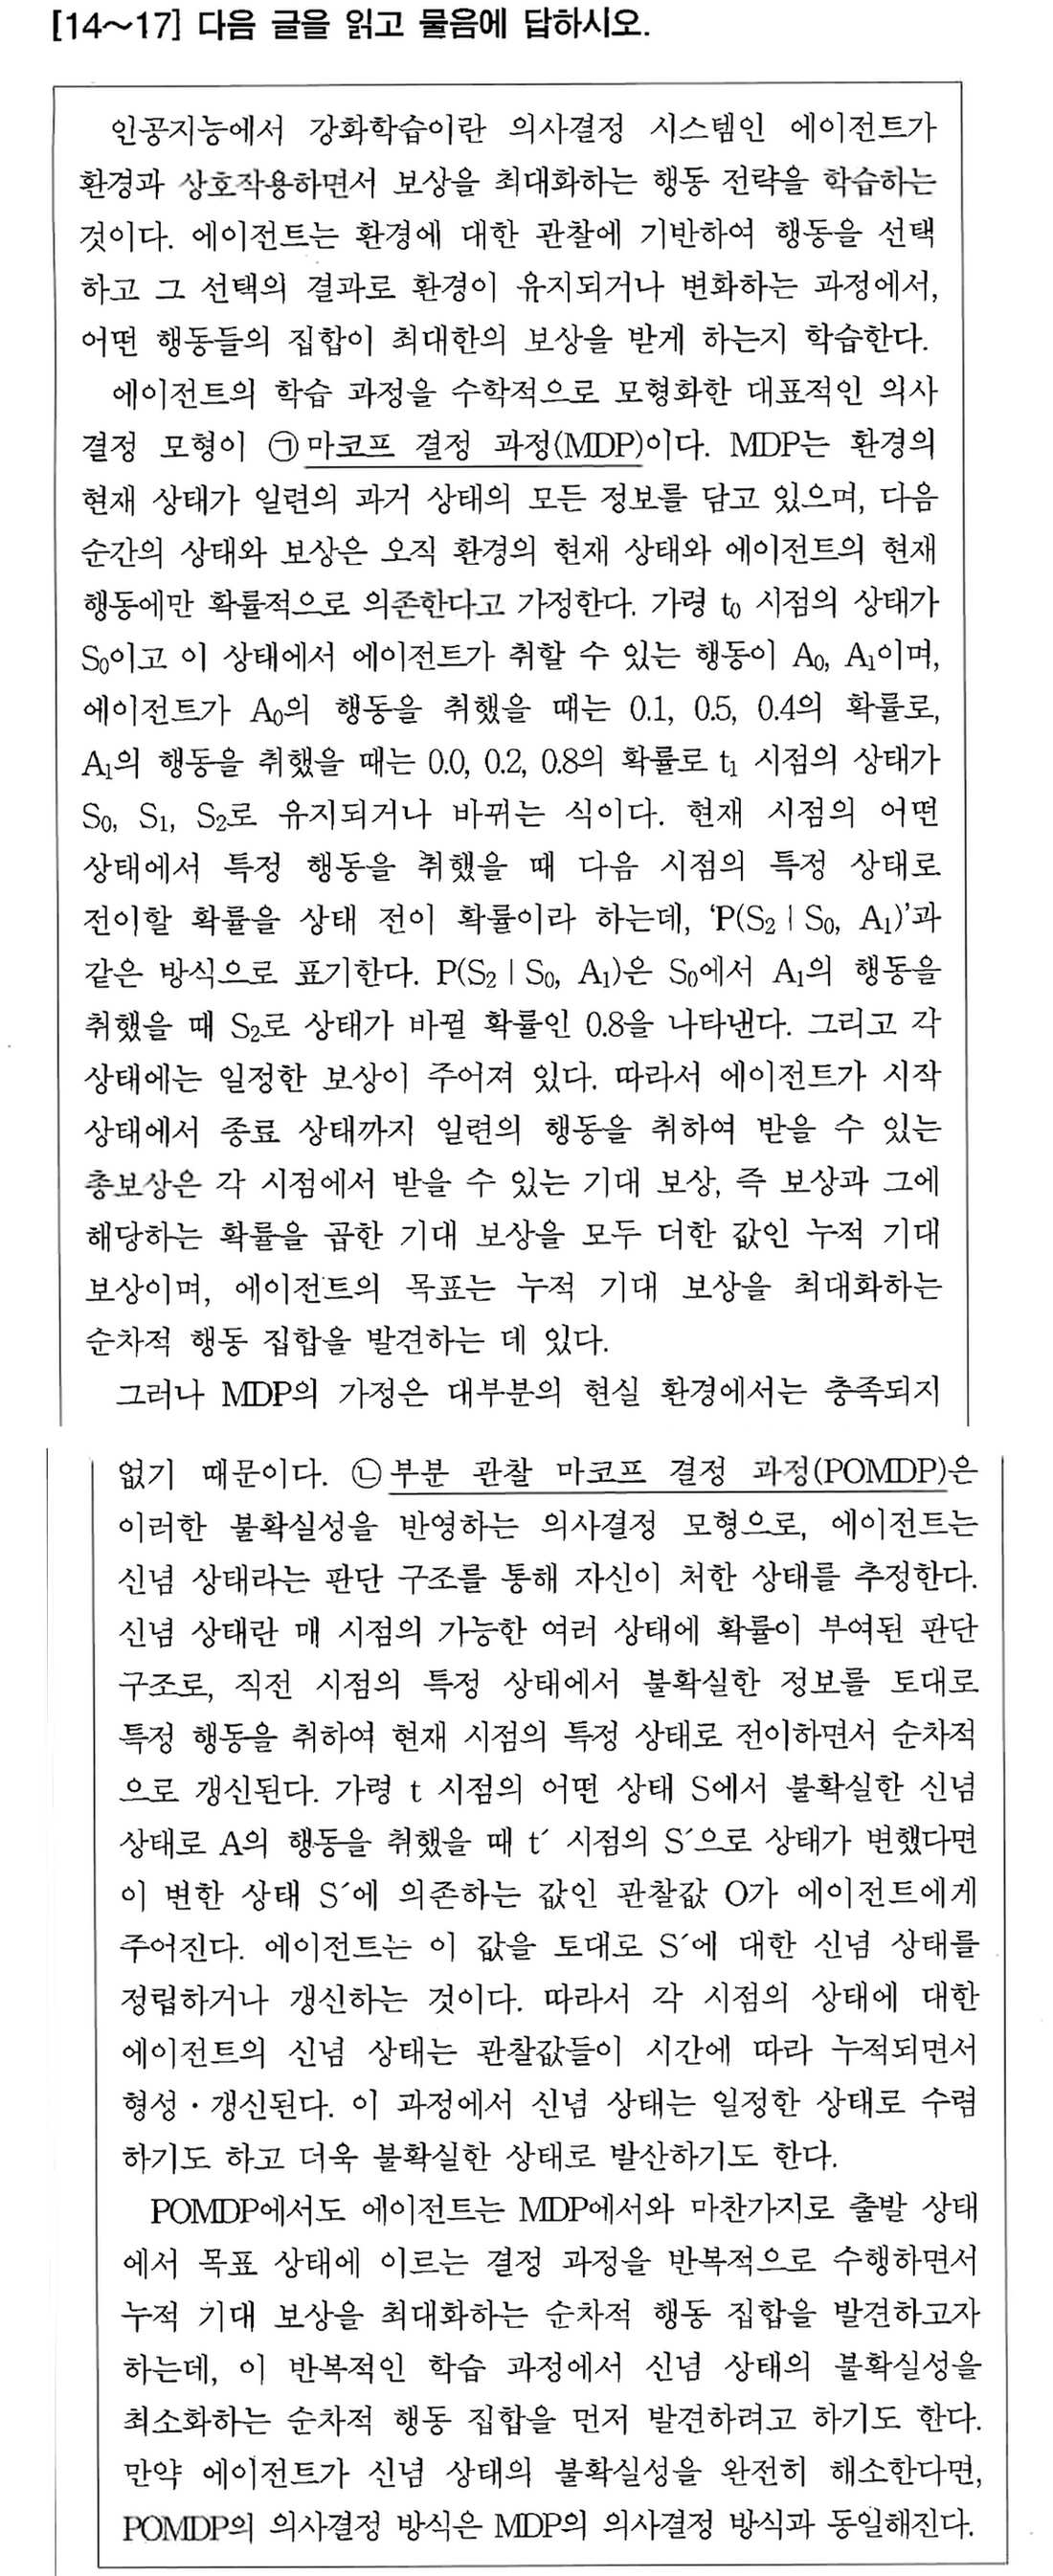 [14～17] 다음 글을 읽고 물음에 답하시오.
인공지능에서 강화학습이란 의사결정 시스템인 에이전트가
환경과 상호작용하면서 보상을 최대화하는 행동 전략을 학습하는
것이다. 에이전트는 환경에 대한 관찰에 기반하여 행동을 선택
하고 그 선택의 결과로 환경이 유지되거나 변화하는 과정에서,
어떤 행동들의 집합이 최대한의 보상을 받게 하는지 학습한다.
에이전트의 학습 과정을 수학적으로 모형화한 대표적인 의사
결정 모형이 ㉠마코프 결정 과정(MDP)이다. MDP는 환경의
현재 상태가 일련의 과거 상태의 모든 정보를 담고 있으며, 다음
순간의 상태와 보상은 오직 환경의 현재 상태와 에이전트의 현재
행동에만 확률적으로 의존한다고 가정한다. 가령 t₀ 시점의 상태가
S₀이고 이 상태에서 에이전트가 취할 수 있는 행동이 A₀, A₁이며,
에이전트가 A₀의 행동을 취했을 때는 0.1, 0.5, 0.4의 확률로,
A₁의 행동을 취했을 때는 0.0, 0.2, 0.8의 확률로 t₁ 시점의 상태가
S₀, S₁, S₂로 유지되거나 바뀌는 식이다. 현재 시점의 어떤
상태에서 특정 행동을 취했을 때 다음 시점의 특정 상태로
전이할 확률을 상태 전이 확률이라 하는데, ‘P(S₂ | S₀, A₁)’과
같은 방식으로 표기한다. P(S₂ | S₀, A₁)은 S₀에서 A₁의 행동을
취했을 때 S₂로 상태가 바뀔 확률인 0.8을 나타낸다. 그리고 각
상태에는 일정한 보상이 주어져 있다. 따라서 에이전트가 시작
상태에서 종료 상태까지 일련의 행동을 취하여 받을 수 있는
총보상은 각 시점에서 받을 수 있는 기대 보상, 즉 보상과 그에
해당하는 확률을 곱한 기대 보상을 모두 더한 값인 누적 기대
보상이며, 에이전트의 목표는 누적 기대 보상을 최대화하는
순차적 행동 집합을 발견하는 데 있다.
그러나 MDP의 가정은 대부분의 현실 환경에서는 충족되지
없기 때문이다. ㉡부분 관찰 마코프 결정 과정(POMDP)은
이러한 불확실성을 반영하는 의사결정 모형으로, 에이전트는
신념 상태라는 판단 구조를 통해 자신이 처한 상태를 추정한다.
신념 상태란 매 시점의 가능한 여러 상태에 확률이 부여된 판단
구조로, 직전 시점의 특정 상태에서 불확실한 정보를 토대로
특정 행동을 취하여 현재 시점의 특정 상태로 전이하면서 순차적
으로 갱신된다. 가령 t 시점의 어떤 상태 S에서 불확실한 신념
상태로 A의 행동을 취했을 때 t′ 시점의 S′으로 상태가 변했다면
이 변한 상태 S′에 의존하는 값인 관찰값 O가 에이전트에게
주어진다. 에이전트는 이 값을 토대로 S′에 대한 신념 상태를
정립하거나 갱신하는 것이다. 따라서 각 시점의 상태에 대한
에이전트의 신념 상태는 관찰값들이 시간에 따라 누적되면서
형성・갱신된다. 이 과정에서 신념 상태는 일정한 상태로 수렴
하기도 하고 더욱 불확실한 상태로 발산하기도 한다.
POMDP에서도 에이전트는 MDP에서와 마찬가지로 출발 상태
에서 목표 상태에 이르는 결정 과정을 반복적으로 수행하면서
누적 기대 보상을 최대화하는 순차적 행동 집합을 발견하고자
하는데, 이 반복적인 학습 과정에서 신념 상태의 불확실성을
최소화하는 순차적 행동 집합을 먼저 발견하려고 하기도 한다.
만약 에이전트가 신념 상태의 불확실성을 완전히 해소한다면,
POMDP의 의사결정 방식은 MDP의 의사결정 방식과 동일해진다.